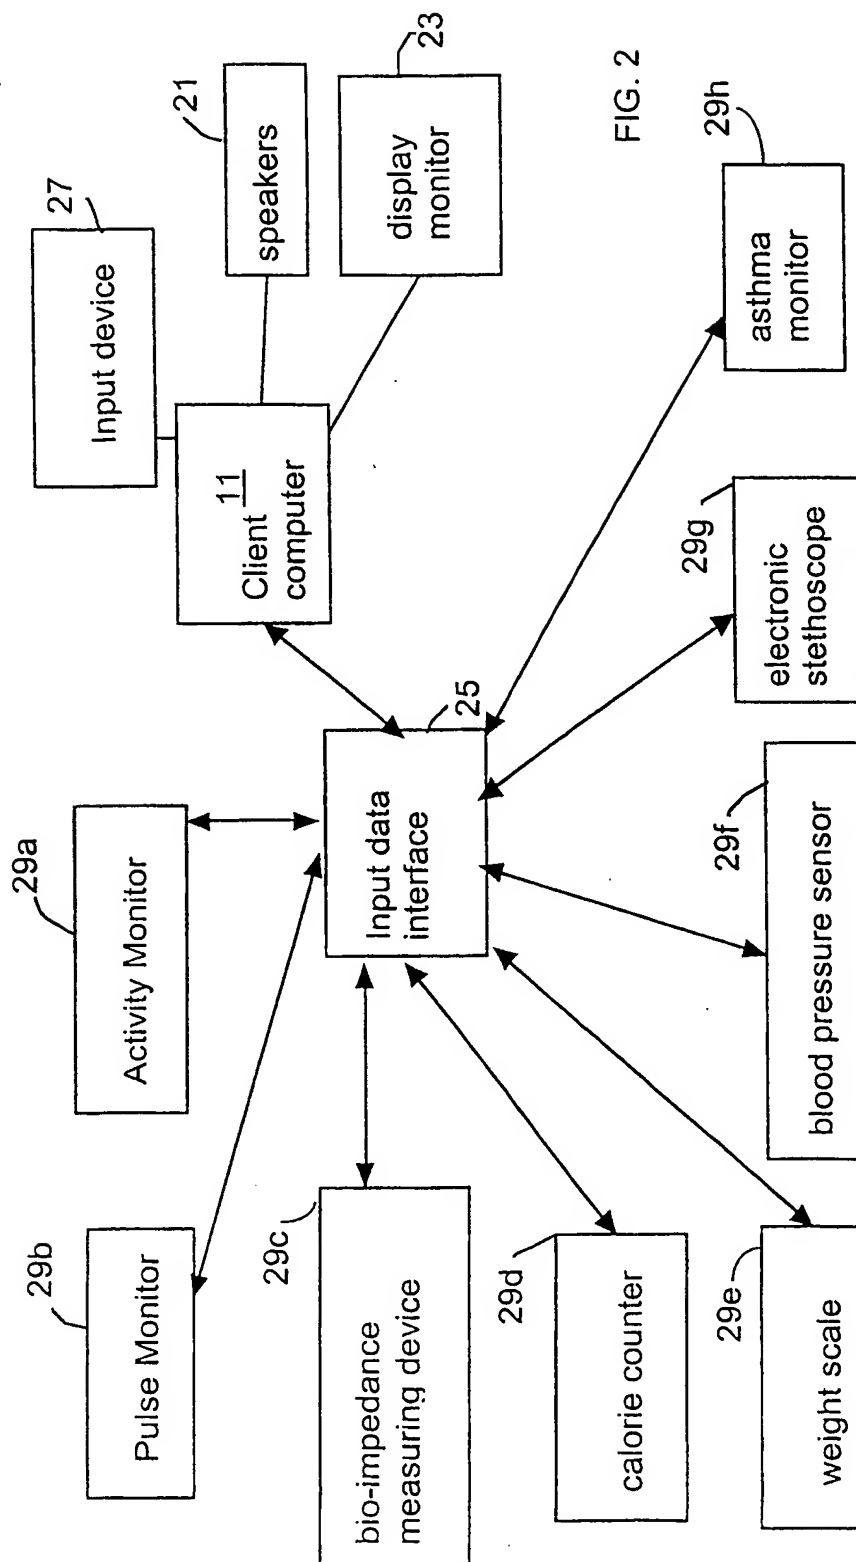 29b
Pulse Monitor
29a
Activity Monitor
27
Input device
21
speakers
23
display
monitor
11
Client
computer
25
Input data
interface
29c
bio-impedance
measuring device
29d
calorie counter
29e
weight scale
29f
blood pressure sensor
29g
electronic
stethoscope
29h
asthma
monitor
FIG. 2